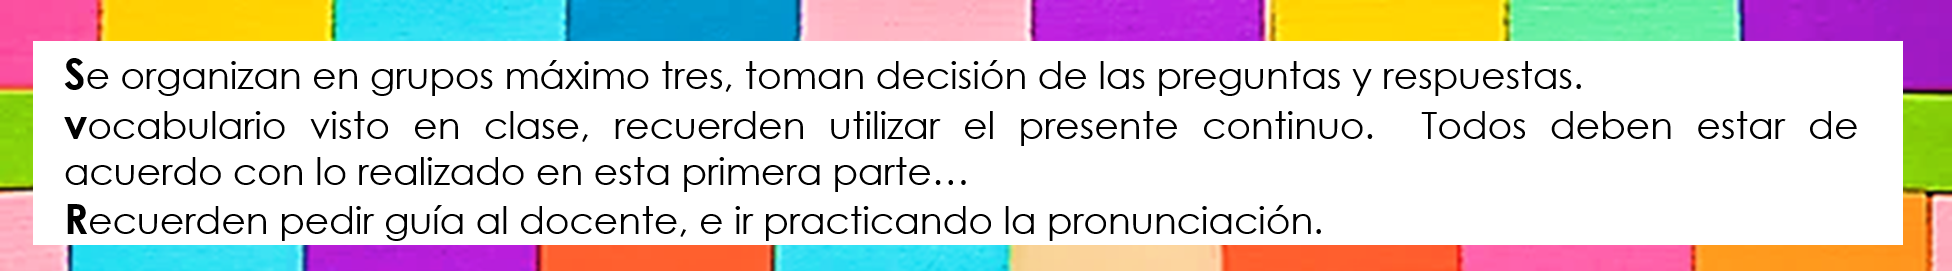 Se organizan en grupos máximo tres, toman decisión de las preguntas y respuestas.
vocabulario visto en clase, recuerden utilizar el presente continuo. Todos deben estar de
acuerdo con lo realizado en esta primera parte…
Recuerden pedir guía al docente, e ir practicando la pronunciación.